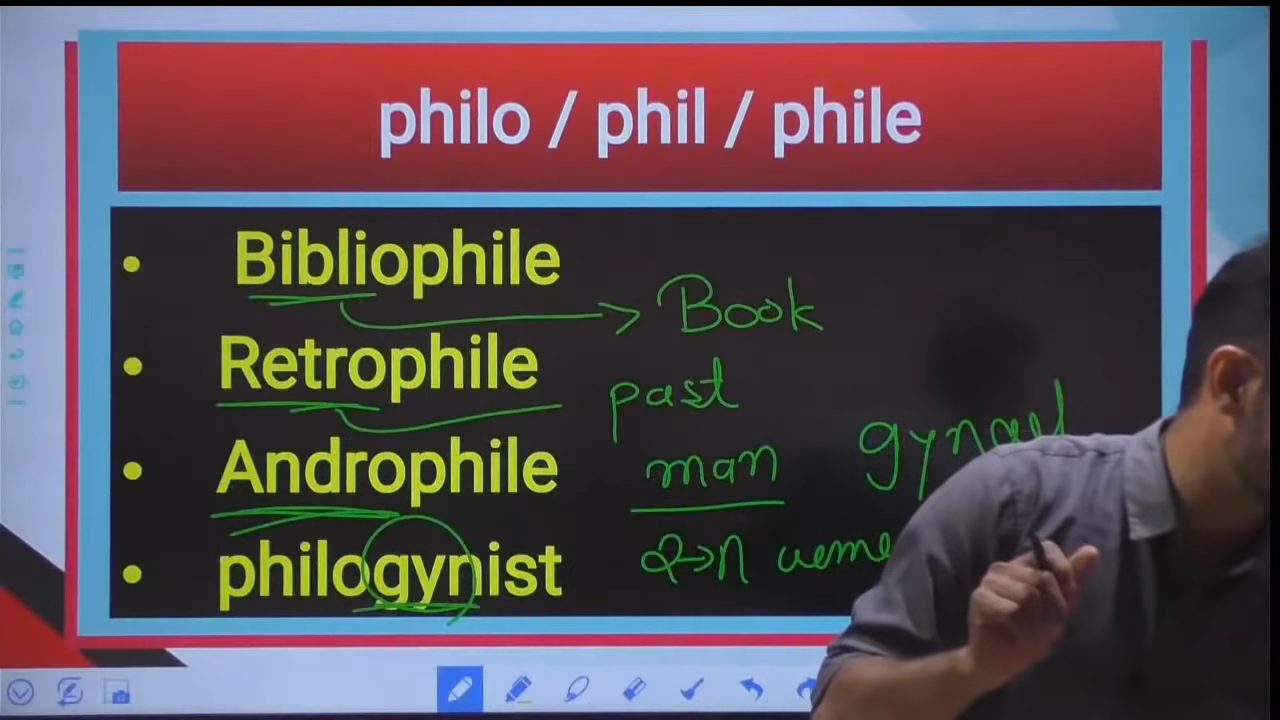 philo / phil / phile
• Bibliophile
Book
• Retrophile
past
• Androphile
man
• philogynist